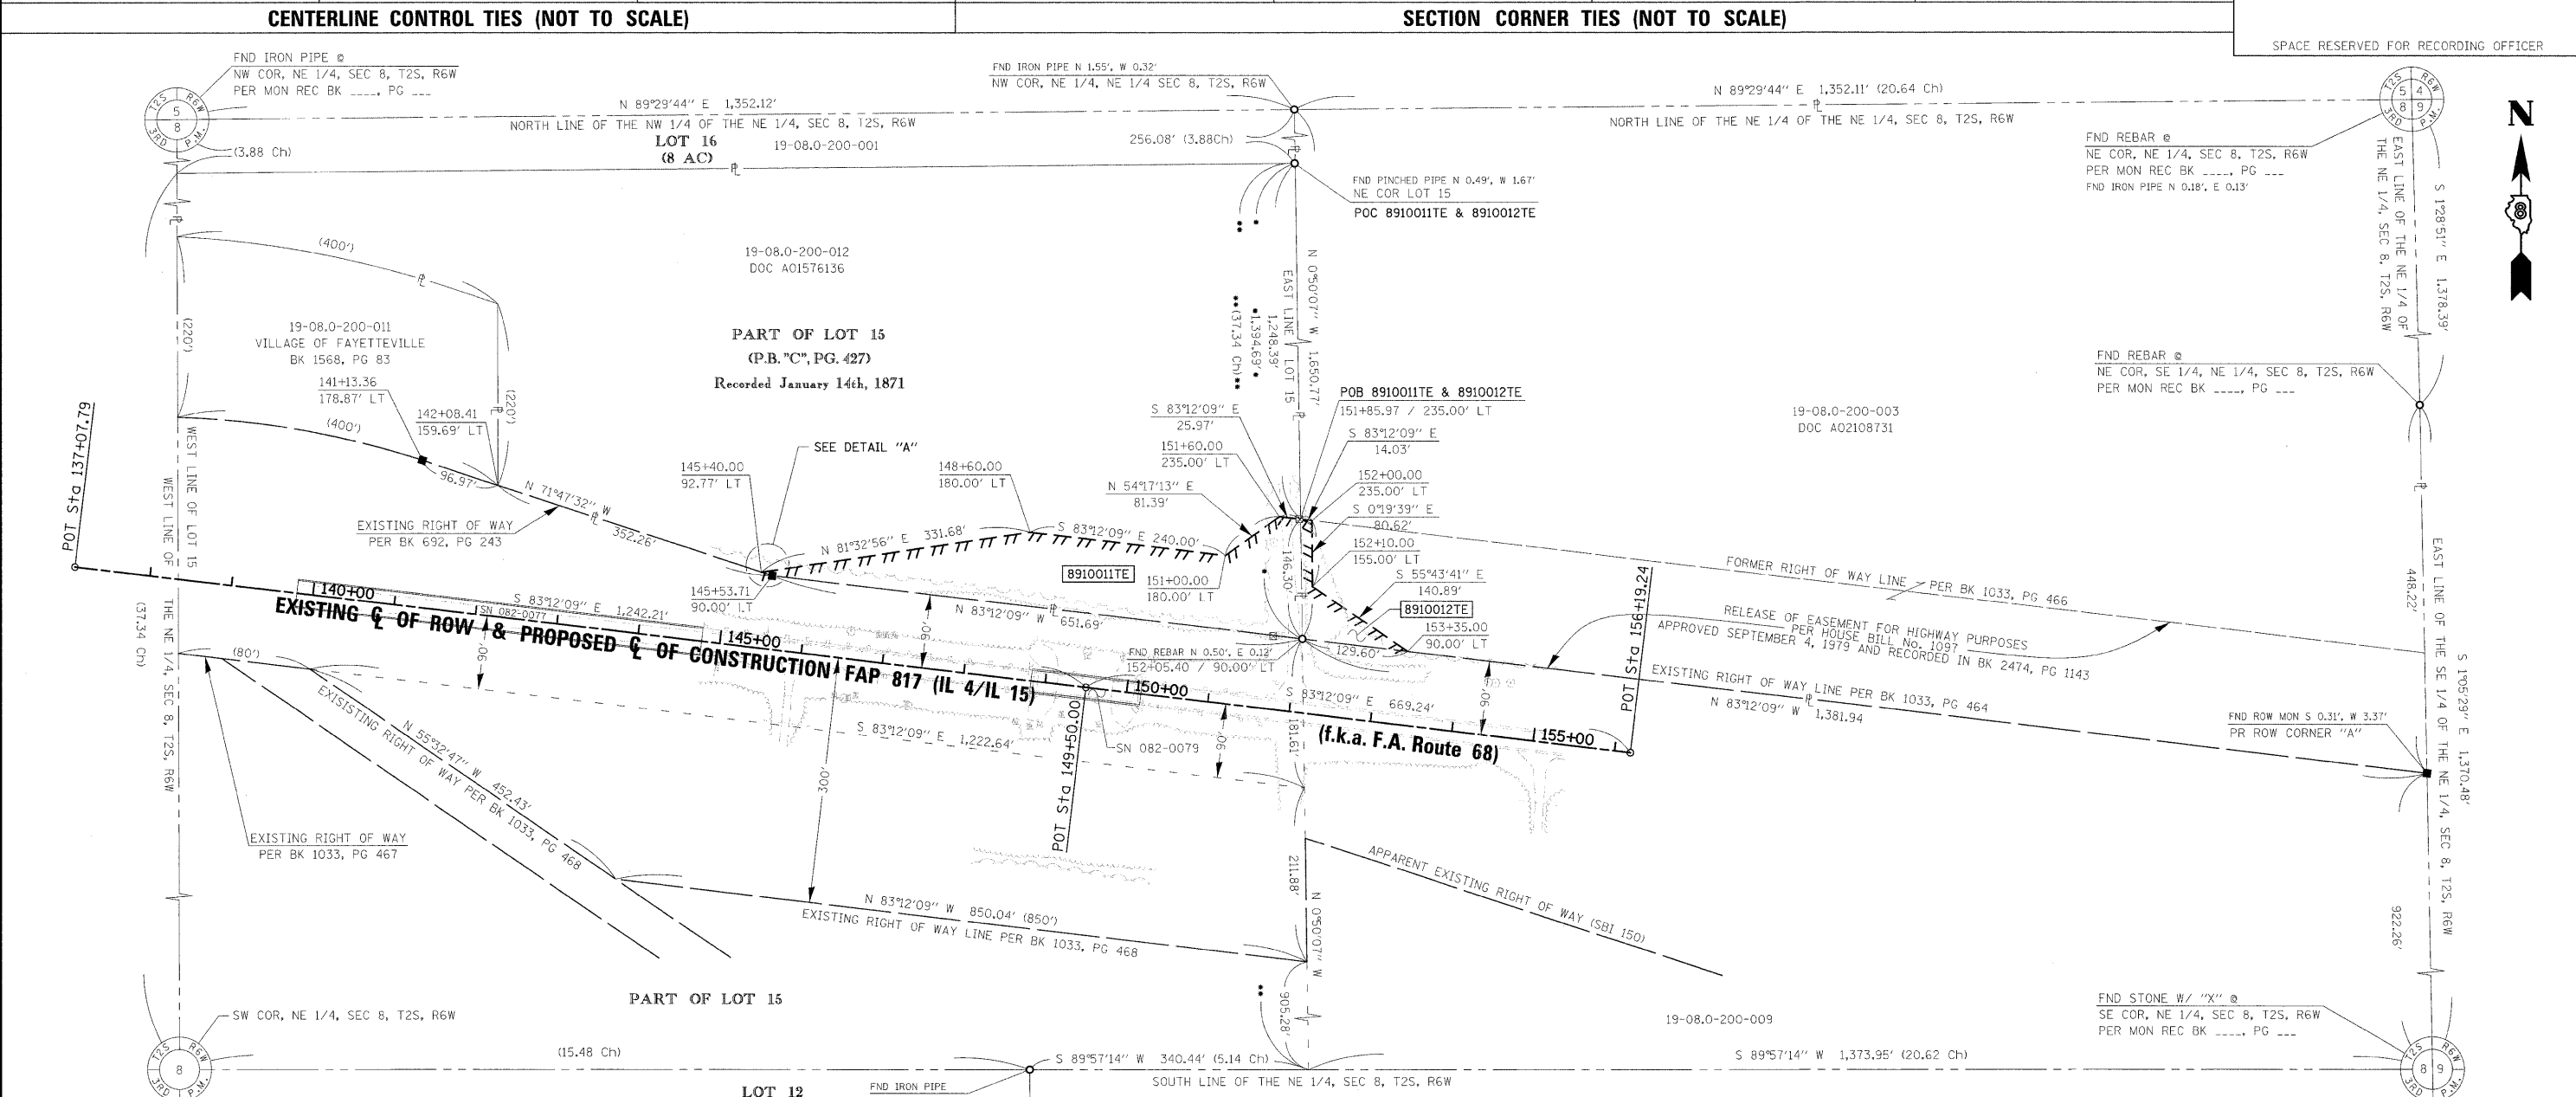 CENTERLINE CONTROL TIES (NOT TO SCALE)
SECTION CORNER TIES (NOT TO SCALE)
SPACE RESERVED FOR RECORDING OFFICER
FND IRON PIPE @
NW COR, NE 1/4, SEC 8, T2S, R6W
PER MON REC BK ____, PG ___
T2S R6W
5
8
3RD P.M.
(3.88 Ch)
N 89°29'44" E 1,352.12'
NORTH LINE OF THE NW 1/4 OF THE NE 1/4, SEC 8, T2S, R6W
LOT 16
(8 AC)
19-08.0-200-001
FND IRON PIPE N 1.55', W 0.32'
NW COR, NE 1/4, NE 1/4 SEC 8, T2S, R6W
256.08' (3.88Ch)
FND PINCHED PIPE N 0.49', W 1.67'
NE COR LOT 15
POC 8910011TE & 8910012TE
N 89°29'44" E 1,352.11' (20.64 Ch)
NORTH LINE OF THE NE 1/4 OF THE NE 1/4, SEC 8, T2S, R6W
T2S R6W
5 4
8 9
3RD P.M.
FND REBAR @
NE COR, NE 1/4, SEC 8, T2S, R6W
PER MON REC BK ____, PG ___
FND IRON PIPE N 0.18', E 0.13'
EAST LINE OF THE NE 1/4 OF
THE NE 1/4, SEC 8, T2S, R6W
S 1°28'51" E 1,378.39'
N
8
(400')
(220')
19-08.0-200-011
VILLAGE OF FAYETTEVILLE
BK 1568, PG 83
(220')
141+13.36
178.87' LT
142+08.41
159.69' LT
(400')
96.97'
19-08.0-200-012
DOC A01576136
PART OF LOT 15
(P.B. "C", PG. 427)
Recorded January 14th, 1871
**(37.34 Ch)**
*1,394.69'*
1,248.39'
EAST LINE LOT 15
N 0°50'07" W 1,650.77'
POB 8910011TE & 8910012TE
151+85.97 / 235.00' LT
S 83°12'09" E
25.97'
S 83°12'09" E
14.03'
151+60.00
235.00' LT
152+00.00
235.00' LT
N 54°17'13" E
81.39'
S 0°19'39" E
80.62'
152+10.00
155.00' LT
S 55°43'41" E
140.89'
8910012TE
153+35.00
90.00' LT
19-08.0-200-003
DOC A02108731
FND REBAR @
NE COR, SE 1/4, NE 1/4, SEC 8, T2S, R6W
PER MON REC BK ____, PG ___
POT Sta 137+07.79
WEST LINE OF LOT 15
WEST LINE OF THE NE 1/4, SEC 8, T2S, R6W
(37.34 Ch)
N 71°47'32" W
352.26'
EXISTING RIGHT OF WAY
PER BK 692, PG 243
SEE DETAIL "A"
145+40.00
92.77' LT
148+60.00
180.00' LT
N 81°32'56" E 331.68'
S 83°12'09" E 240.00'
8910011TE
151+00.00
180.00' LT
145+53.71
90.00' LT
N 83°12'09" W
651.69'
146.30'
FND REBAR N 0.50', E 0.12'
152+05.40 / 90.00' LT
129.60'
FORMER RIGHT OF WAY LINE PER BK 1033, PG 466
RELEASE OF EASEMENT FOR HIGHWAY PURPOSES
PER HOUSE BILL No. 1097
APPROVED SEPTEMBER 4, 1979 AND RECORDED IN BK 2474, PG 1143
EXISTING RIGHT OF WAY LINE PER BK 1033, PG 464
N 83°12'09" W 1,381.94
448.22'
EAST LINE OF THE SE 1/4 OF THE NE 1/4, SEC 8, T2S, R6W
S 1°05'29" E 1,370.48'
FND ROW MON S 0.31', W 3.37'
PR ROW CORNER "A"
140+00
S 83°12'09" E 1,242.21'
SN 082-0077
145+00
EXISTING ℄ OF ROW & PROPOSED ℄ OF CONSTRUCTION FAP 817 (IL 4/IL 15)
150+00
155+00
(f.k.a. F.A. Route 68)
S 83°12'09" E 669.24'
POT Sta 156+19.24
POT Sta 149+50.00
SN 082-0079
90'
90'
90'
90'
181.61'
S 83°12'09" E 1,222.64'
300'
(80')
N 55°32'47" W 452.43'
EXISISTING RIGHT OF WAY PER BK 1033, PG 468
EXISTING RIGHT OF WAY
PER BK 1033, PG 467
N 83°12'09" W 850.04' (850')
EXISTING RIGHT OF WAY LINE PER BK 1033, PG 468
211.88'
N 0°50'07" W
905.28'
**
APPARENT EXISTING RIGHT OF WAY (SBI 150)
922.26'
PART OF LOT 15
SW COR, NE 1/4, SEC 8, T2S, R6W
T2S R6W
8
3RD P.M.
(15.48 Ch)
S 89°57'14" W 340.44' (5.14 Ch)
SOUTH LINE OF THE NE 1/4, SEC 8, T2S, R6W
19-08.0-200-009
S 89°57'14" W 1,373.95' (20.62 Ch)
FND STONE W/ "X" @
SE COR, NE 1/4, SEC 8, T2S, R6W
PER MON REC BK ____, PG ___
T2S R6W
8 9
3RD P.M.
LOT 12
FND IRON PIPE